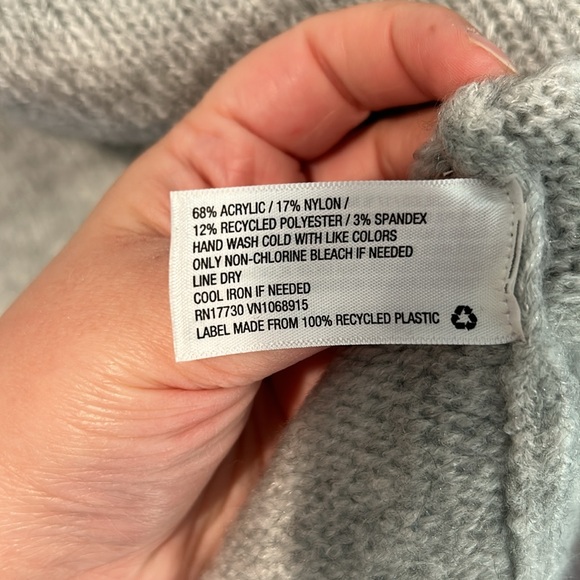 68% ACRYLIC / 17% NYLON /
12% RECYCLED POLYESTER / 3% SPANDEX
HAND WASH COLD WITH LIKE COLORS
ONLY NON-CHLORINE BLEACH IF NEEDED
LINE DRY
COOL IRON IF NEEDED
RN17730 VN1068915
LABEL MADE FROM 100% RECYCLED PLASTIC